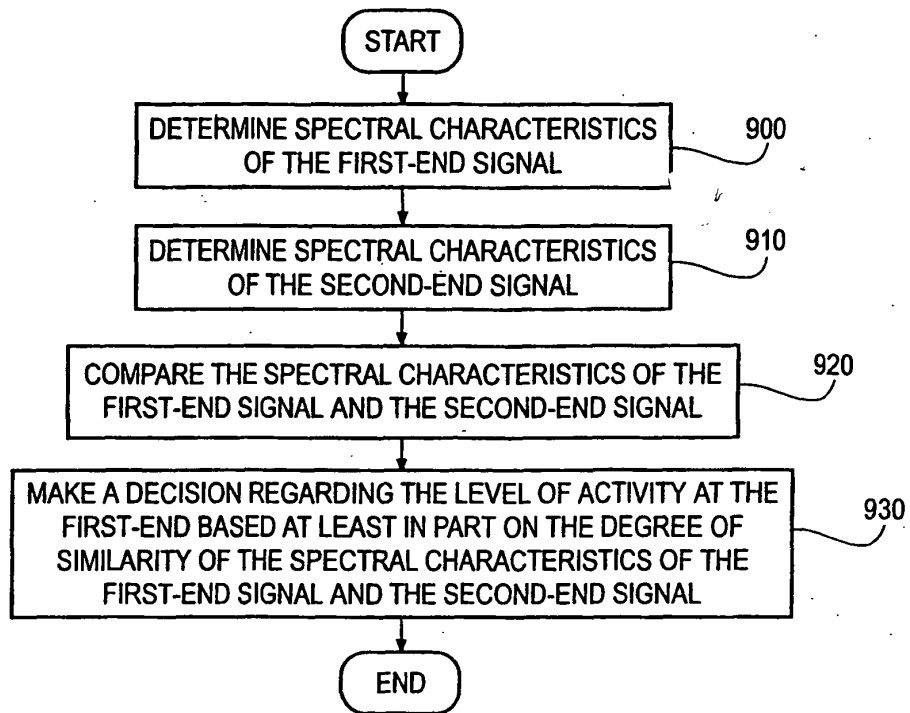 START
DETERMINE SPECTRAL CHARACTERISTICS
OF THE FIRST-END SIGNAL
900
DETERMINE SPECTRAL CHARACTERISTICS
OF THE SECOND-END SIGNAL
910
COMPARE THE SPECTRAL CHARACTERISTICS OF THE
FIRST-END SIGNAL AND THE SECOND-END SIGNAL
920
MAKE A DECISION REGARDING THE LEVEL OF ACTIVITY AT THE
FIRST-END BASED AT LEAST IN PART ON THE DEGREE OF
SIMILARITY OF THE SPECTRAL CHARACTERISTICS OF THE
FIRST-END SIGNAL AND THE SECOND-END SIGNAL
930
END